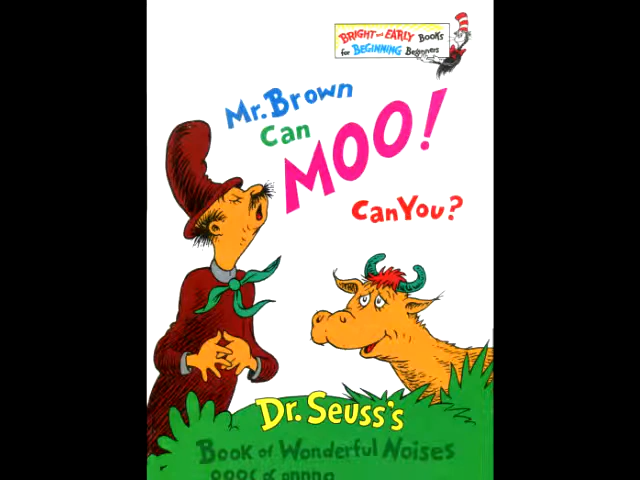 BRIGHT and EARLY Books
for BEGINNING Beginners
Mr. Brown
Can
MOO!
Can You?
Dr. Seuss's
Book of Wonderful Noises